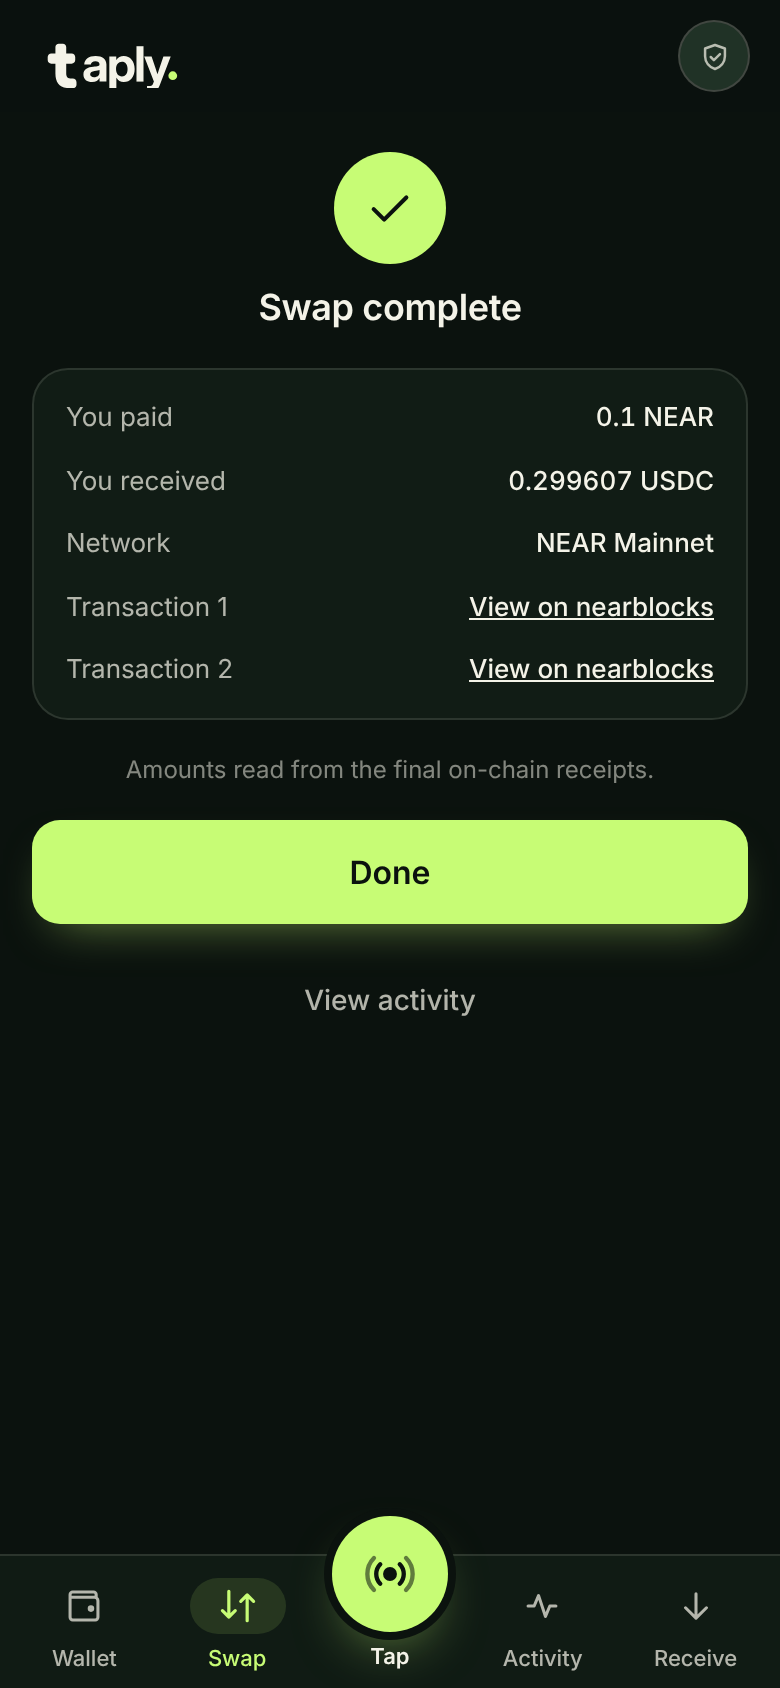 taply.
Swap complete
You paid 0.1 NEAR
You received 0.299607 USDC
Network NEAR Mainnet
Transaction 1 View on nearblocks
Transaction 2 View on nearblocks
Amounts read from the final on-chain receipts.
Done
View activity
Wallet Swap Tap Activity Receive